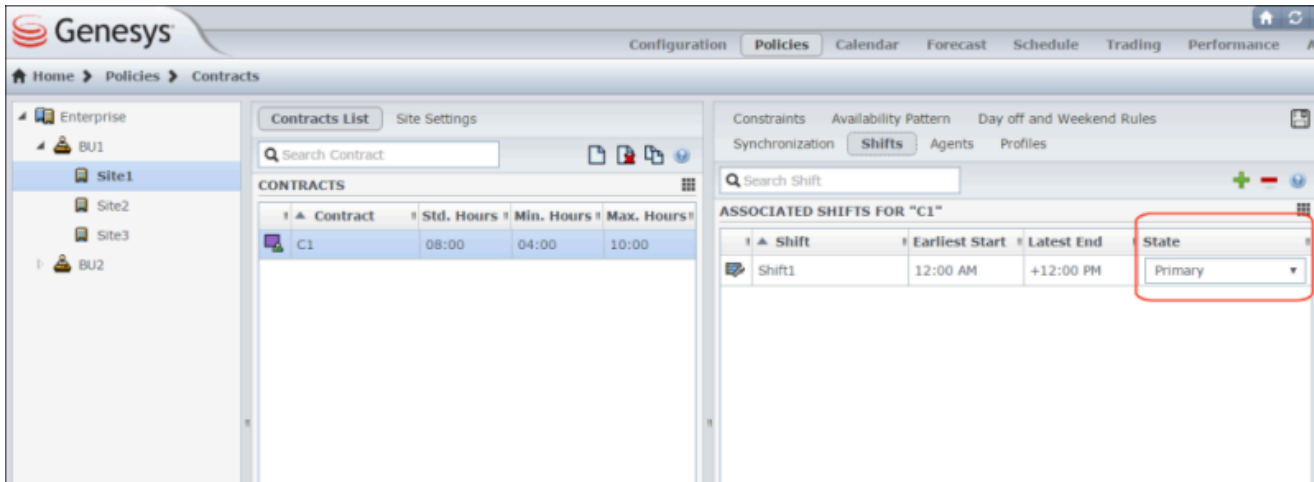 Genesys
Configuration Policies Calendar Forecast Schedule Trading Performance
Home Policies Contracts
Enterprise
BU1
Site1
Site2
Site3
BU2
Contracts List Site Settings
Search Contract
CONTRACTS
Contract Std. Hours Min. Hours Max. Hours
C1 08:00 04:00 10:00
Constraints Availability Pattern Day off and Weekend Rules
Synchronization Shifts Agents Profiles
Search Shift
ASSOCIATED SHIFTS FOR "C1"
Shift Earliest Start Latest End State
Shift1 12:00 AM +12:00 PM Primary